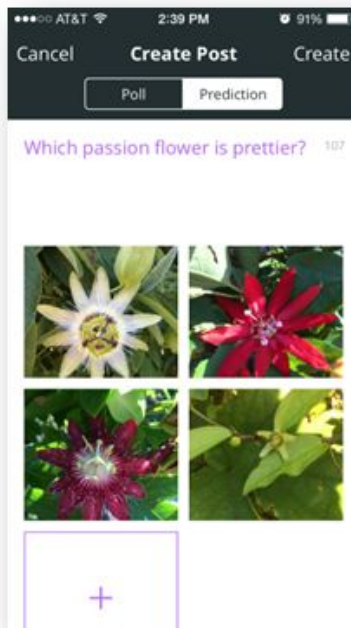 AT&T 2:39 PM 91%
Cancel Create Post Create
Poll Prediction
Which passion flower is prettier? 107
+